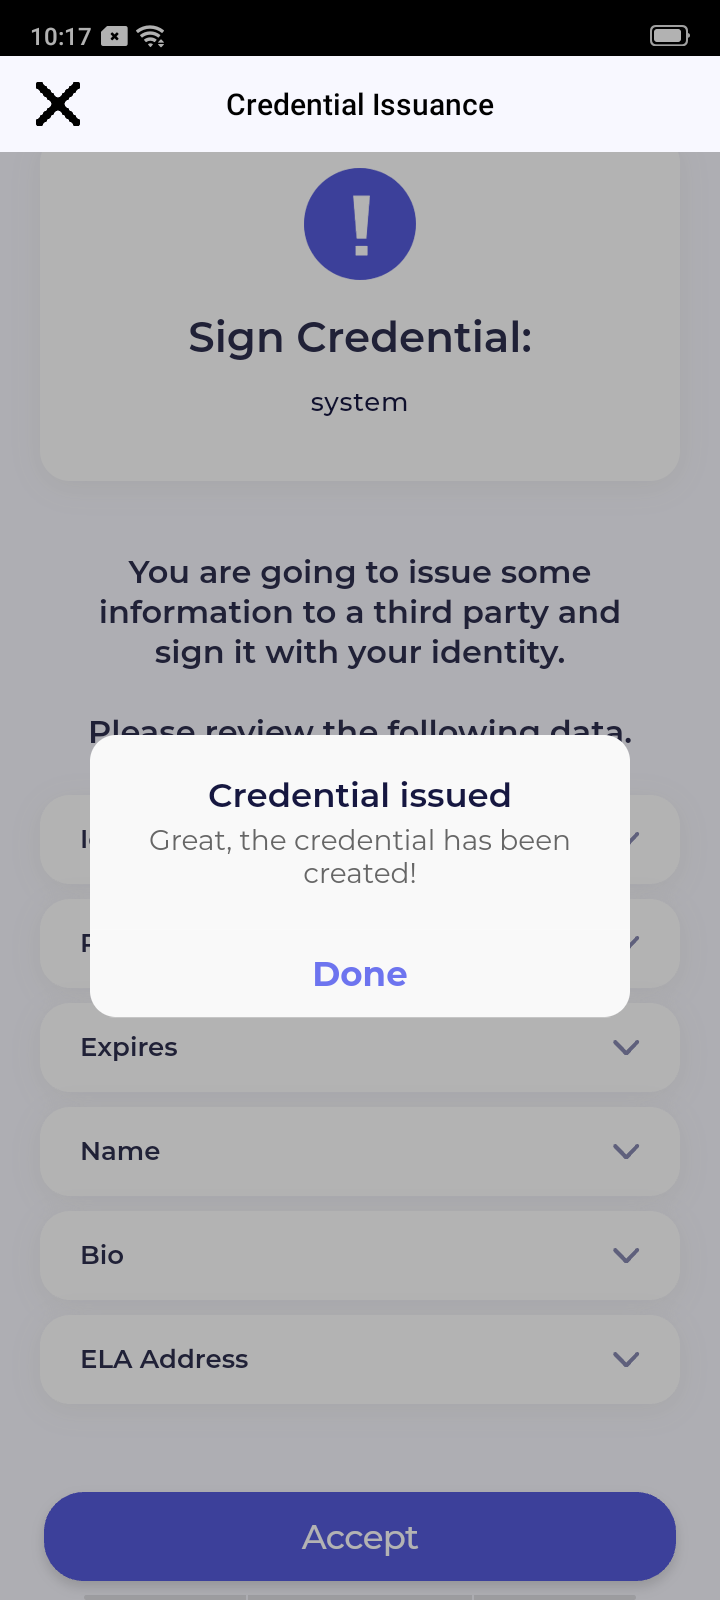 10:17
Credential Issuance
Sign Credential:
system
You are going to issue some
information to a third party and
sign it with your identity.
Please review the following data.
Credential issued
Great, the credential has been
created!
Done
Expires
Name
Bio
ELA Address
Accept